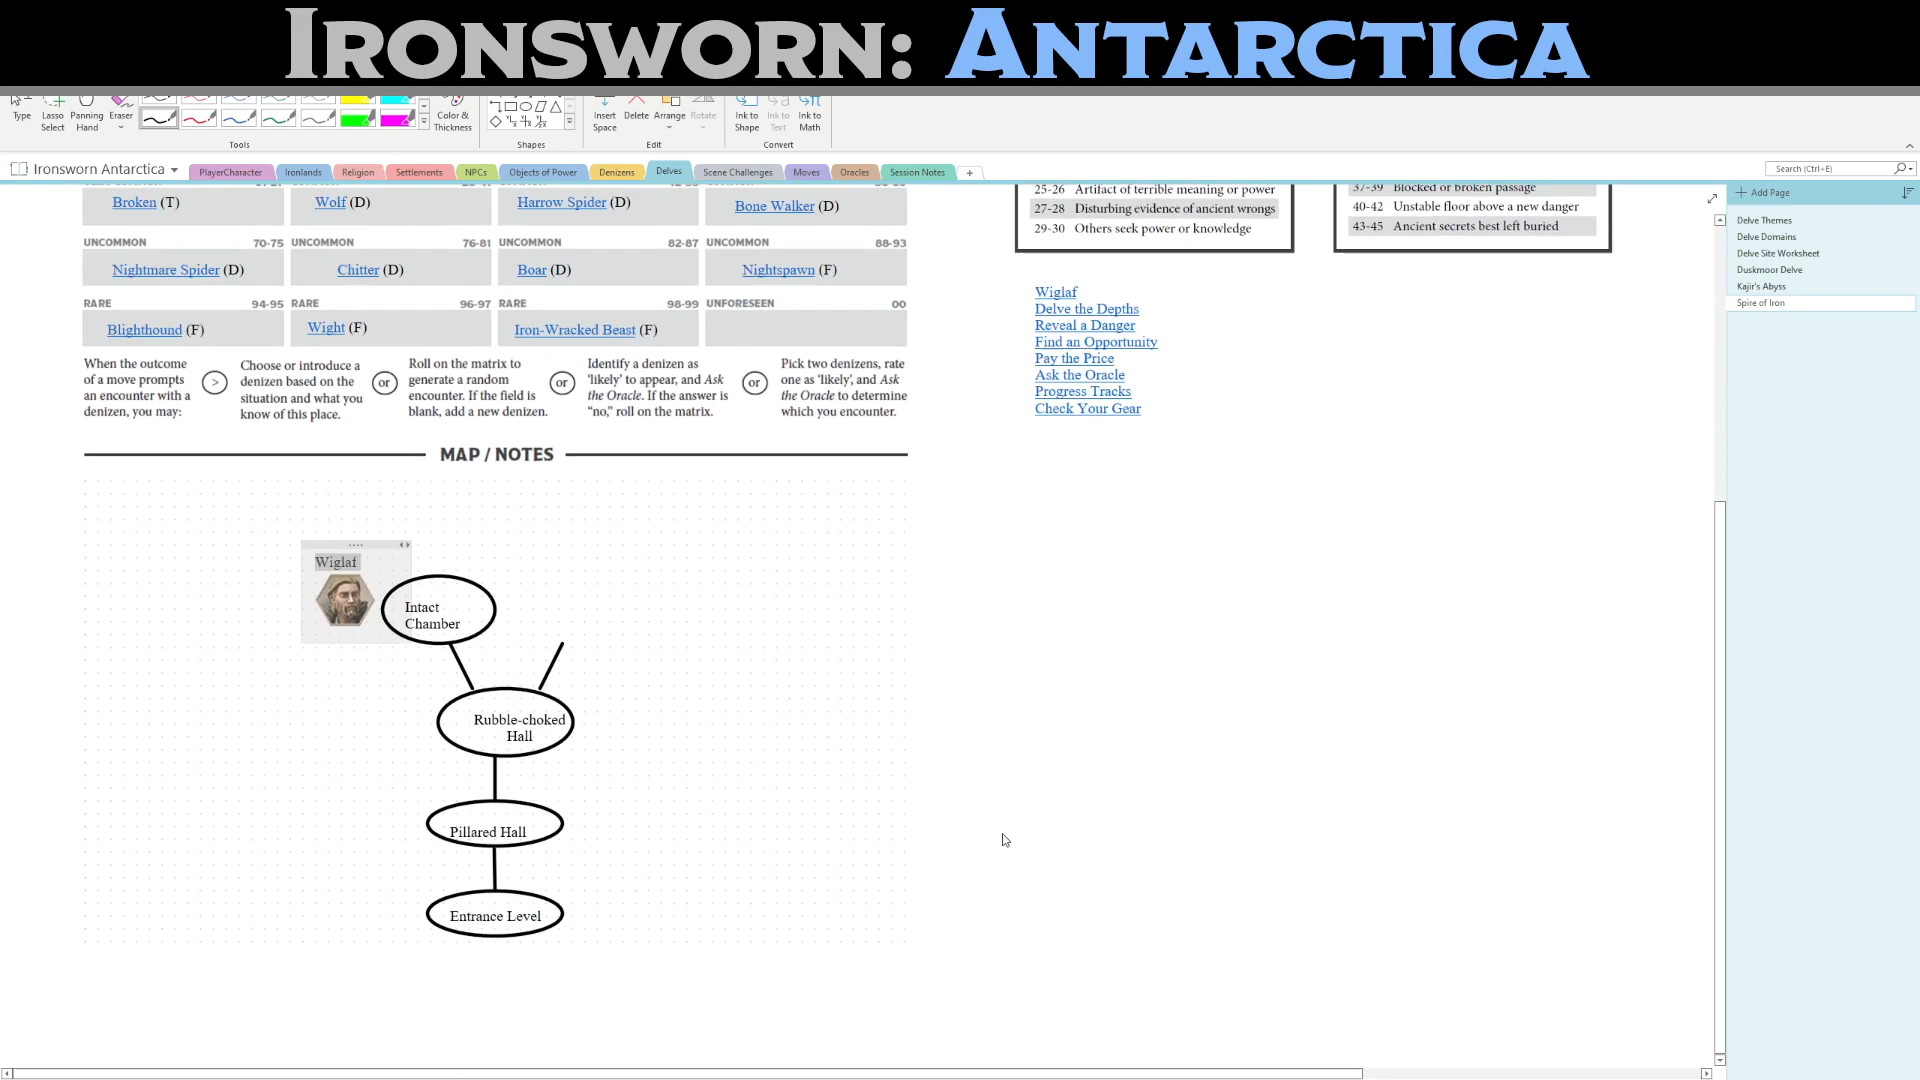 IRONSWORN: ANTARCTICA
Type
Lasso Select
Panning Hand
Eraser
Color & Thickness
Insert Space
Delete
Arrange
Rotate
Ink to Shape
Ink to Text
Ink to Math
Tools
Shapes
Edit
Convert
Ironsworn Antarctica
PlayerCharacter
Ironlands
Religion
Settlements
NPCs
Objects of Power
Denizens
Delves
Scene Challenges
Moves
Oracles
Session Notes
Search (Ctrl+E)
Broken (T)
Wolf (D)
Harrow Spider (D)
Bone Walker (D)
UNCOMMON 70-75
UNCOMMON 76-81
UNCOMMON 82-87
UNCOMMON 88-93
Nightmare Spider (D)
Chitter (D)
Boar (D)
Nightspawn (F)
RARE 94-95
RARE 96-97
RARE 98-99
UNFORESEEN 00
Blighthound (F)
Wight (F)
Iron-Wracked Beast (F)
When the outcome
of a move prompts
an encounter with a
denizen, you may:
>
Choose or introduce a
denizen based on the
situation and what you
know of this place.
or
Roll on the matrix to
generate a random
encounter. If the field is
blank, add a new denizen.
or
Identify a denizen as
'likely' to appear, and Ask
the Oracle. If the answer is
"no," roll on the matrix.
or
Pick two denizens, rate
one as 'likely', and Ask
the Oracle to determine
which you encounter.
MAP / NOTES
Wiglaf
Intact
Chamber
Rubble-choked
Hall
Pillared Hall
Entrance Level
25-26 Artifact of terrible meaning or power
27-28 Disturbing evidence of ancient wrongs
29-30 Others seek power or knowledge
37-39 Blocked or broken passage
40-42 Unstable floor above a new danger
43-45 Ancient secrets best left buried
Wiglaf
Delve the Depths
Reveal a Danger
Find an Opportunity
Pay the Price
Ask the Oracle
Progress Tracks
Check Your Gear
Add Page
Delve Themes
Delve Domains
Delve Site Worksheet
Duskmoor Delve
Kajir's Abyss
Spire of Iron